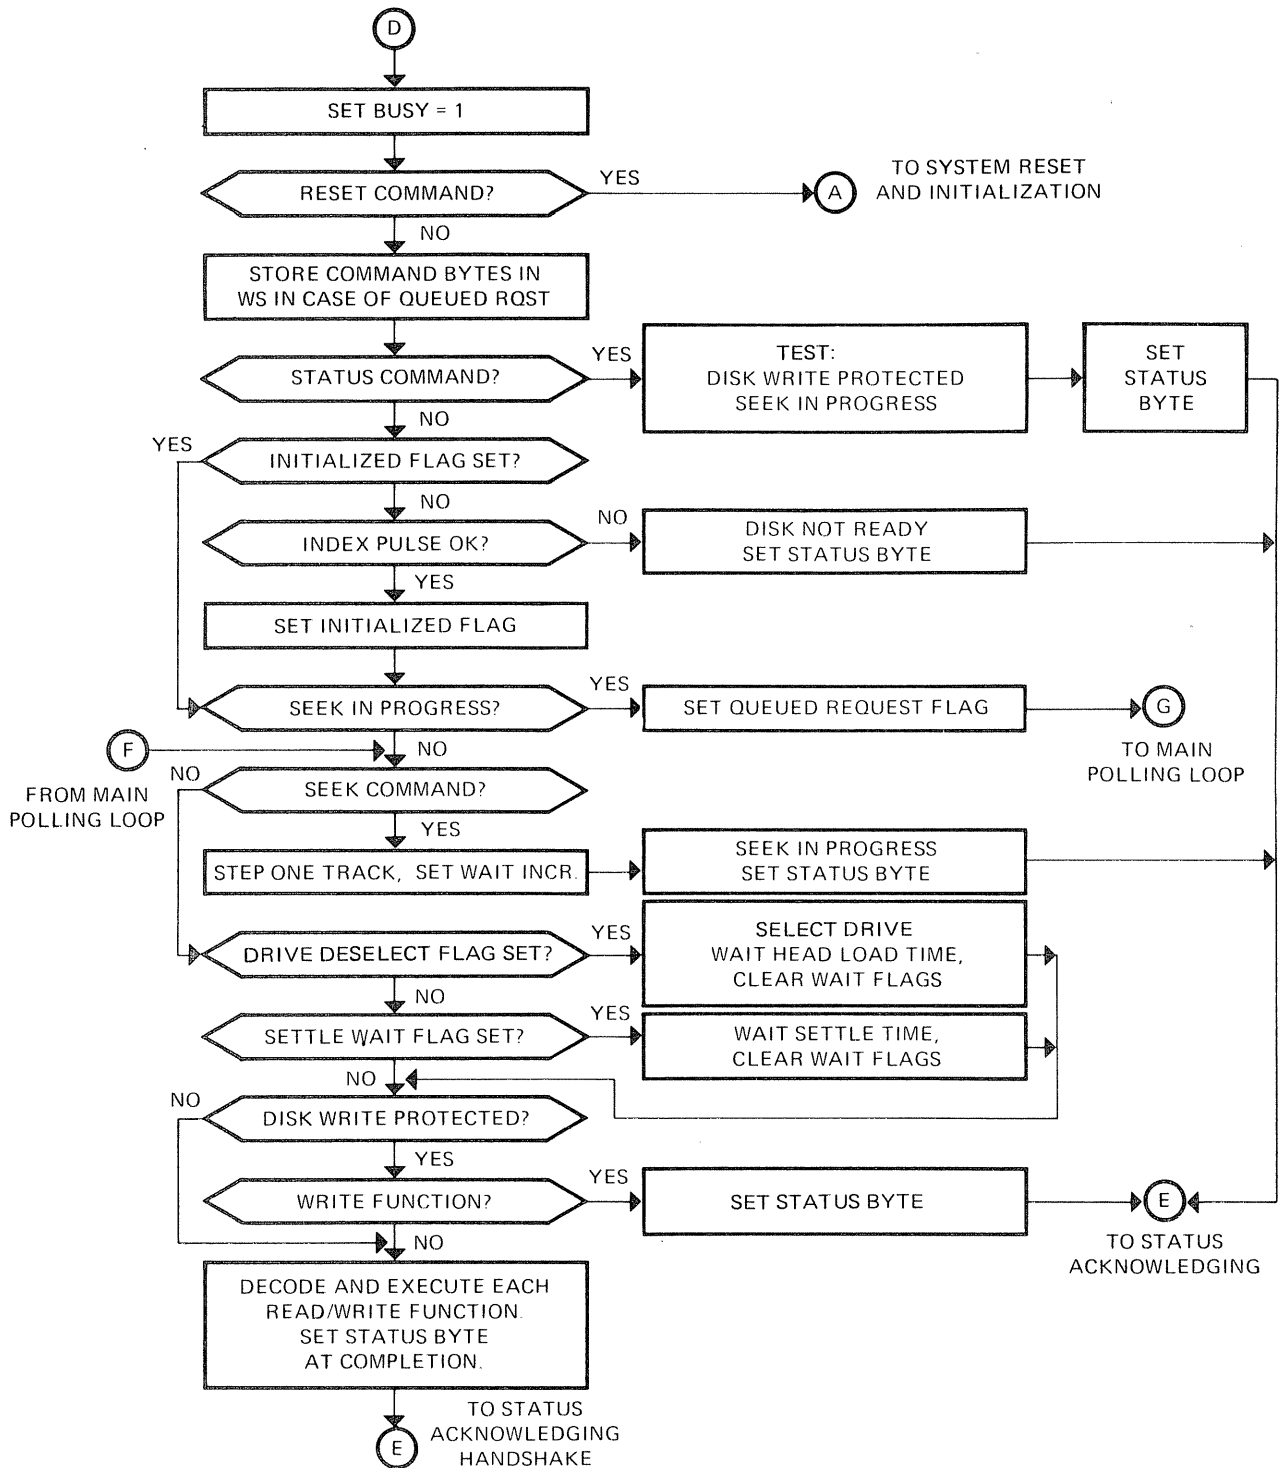 D
SET BUSY = 1
RESET COMMAND?
YES
A
TO SYSTEM RESET
AND INITIALIZATION
NO
STORE COMMAND BYTES IN
WS IN CASE OF QUEUED RQST
STATUS COMMAND?
YES
TEST:
DISK WRITE PROTECTED
SEEK IN PROGRESS
SET
STATUS
BYTE
NO
YES
INITIALIZED FLAG SET?
NO
INDEX PULSE OK?
NO
DISK NOT READY
SET STATUS BYTE
YES
SET INITIALIZED FLAG
SEEK IN PROGRESS?
YES
SET QUEUED REQUEST FLAG
G
TO MAIN
POLLING LOOP
F
FROM MAIN
POLLING LOOP
NO
NO
SEEK COMMAND?
YES
STEP ONE TRACK, SET WAIT INCR.
SEEK IN PROGRESS
SET STATUS BYTE
DRIVE DESELECT FLAG SET?
YES
SELECT DRIVE
WAIT HEAD LOAD TIME,
CLEAR WAIT FLAGS
NO
SETTLE WAIT FLAG SET?
YES
WAIT SETTLE TIME,
CLEAR WAIT FLAGS
NO
NO
DISK WRITE PROTECTED?
YES
WRITE FUNCTION?
YES
SET STATUS BYTE
E
TO STATUS
ACKNOWLEDGING
NO
DECODE AND EXECUTE EACH
READ/WRITE FUNCTION.
SET STATUS BYTE
AT COMPLETION.
E
TO STATUS
ACKNOWLEDGING
HANDSHAKE